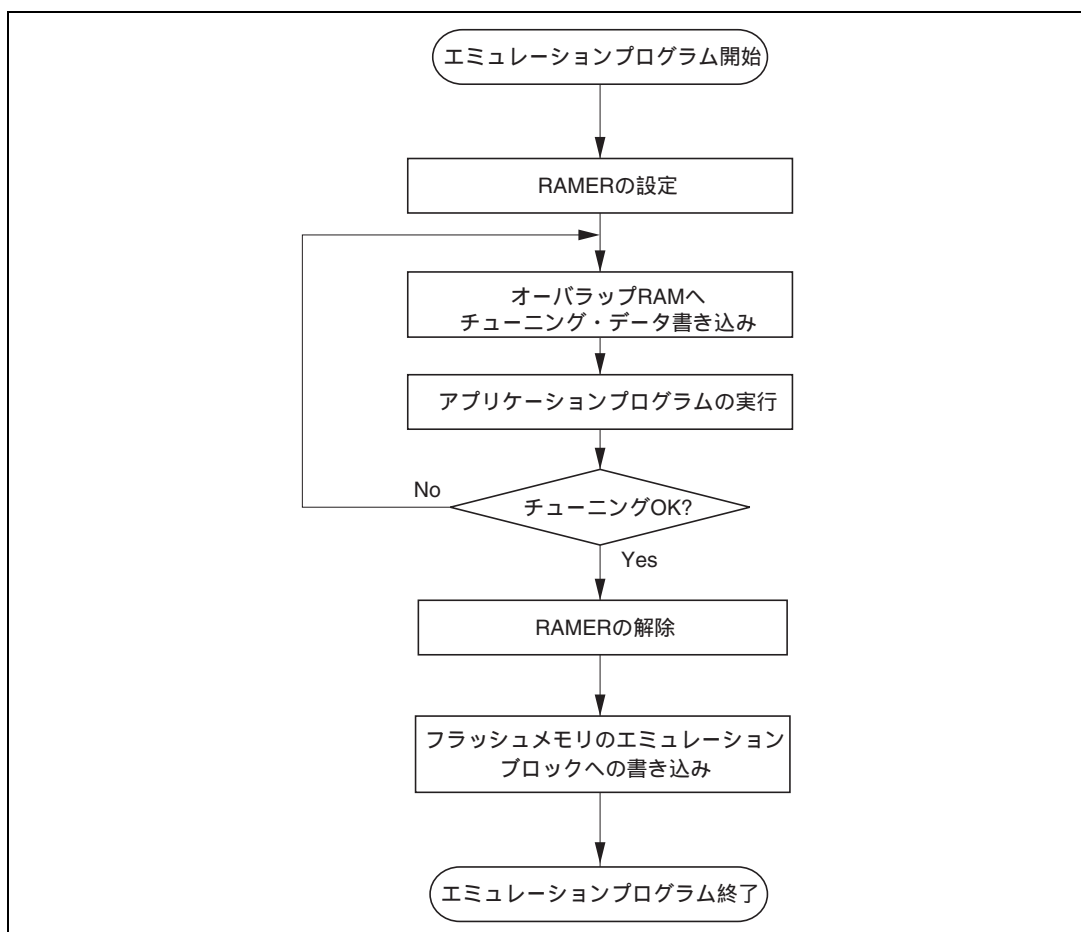 エミュレーションプログラム開始
RAMERの設定
オーバラップRAMへ
チューニング・データ書き込み
アプリケーションプログラムの実行
No
チューニングOK?
Yes
RAMERの解除
フラッシュメモリのエミュレーション
ブロックへの書き込み
エミュレーションプログラム終了